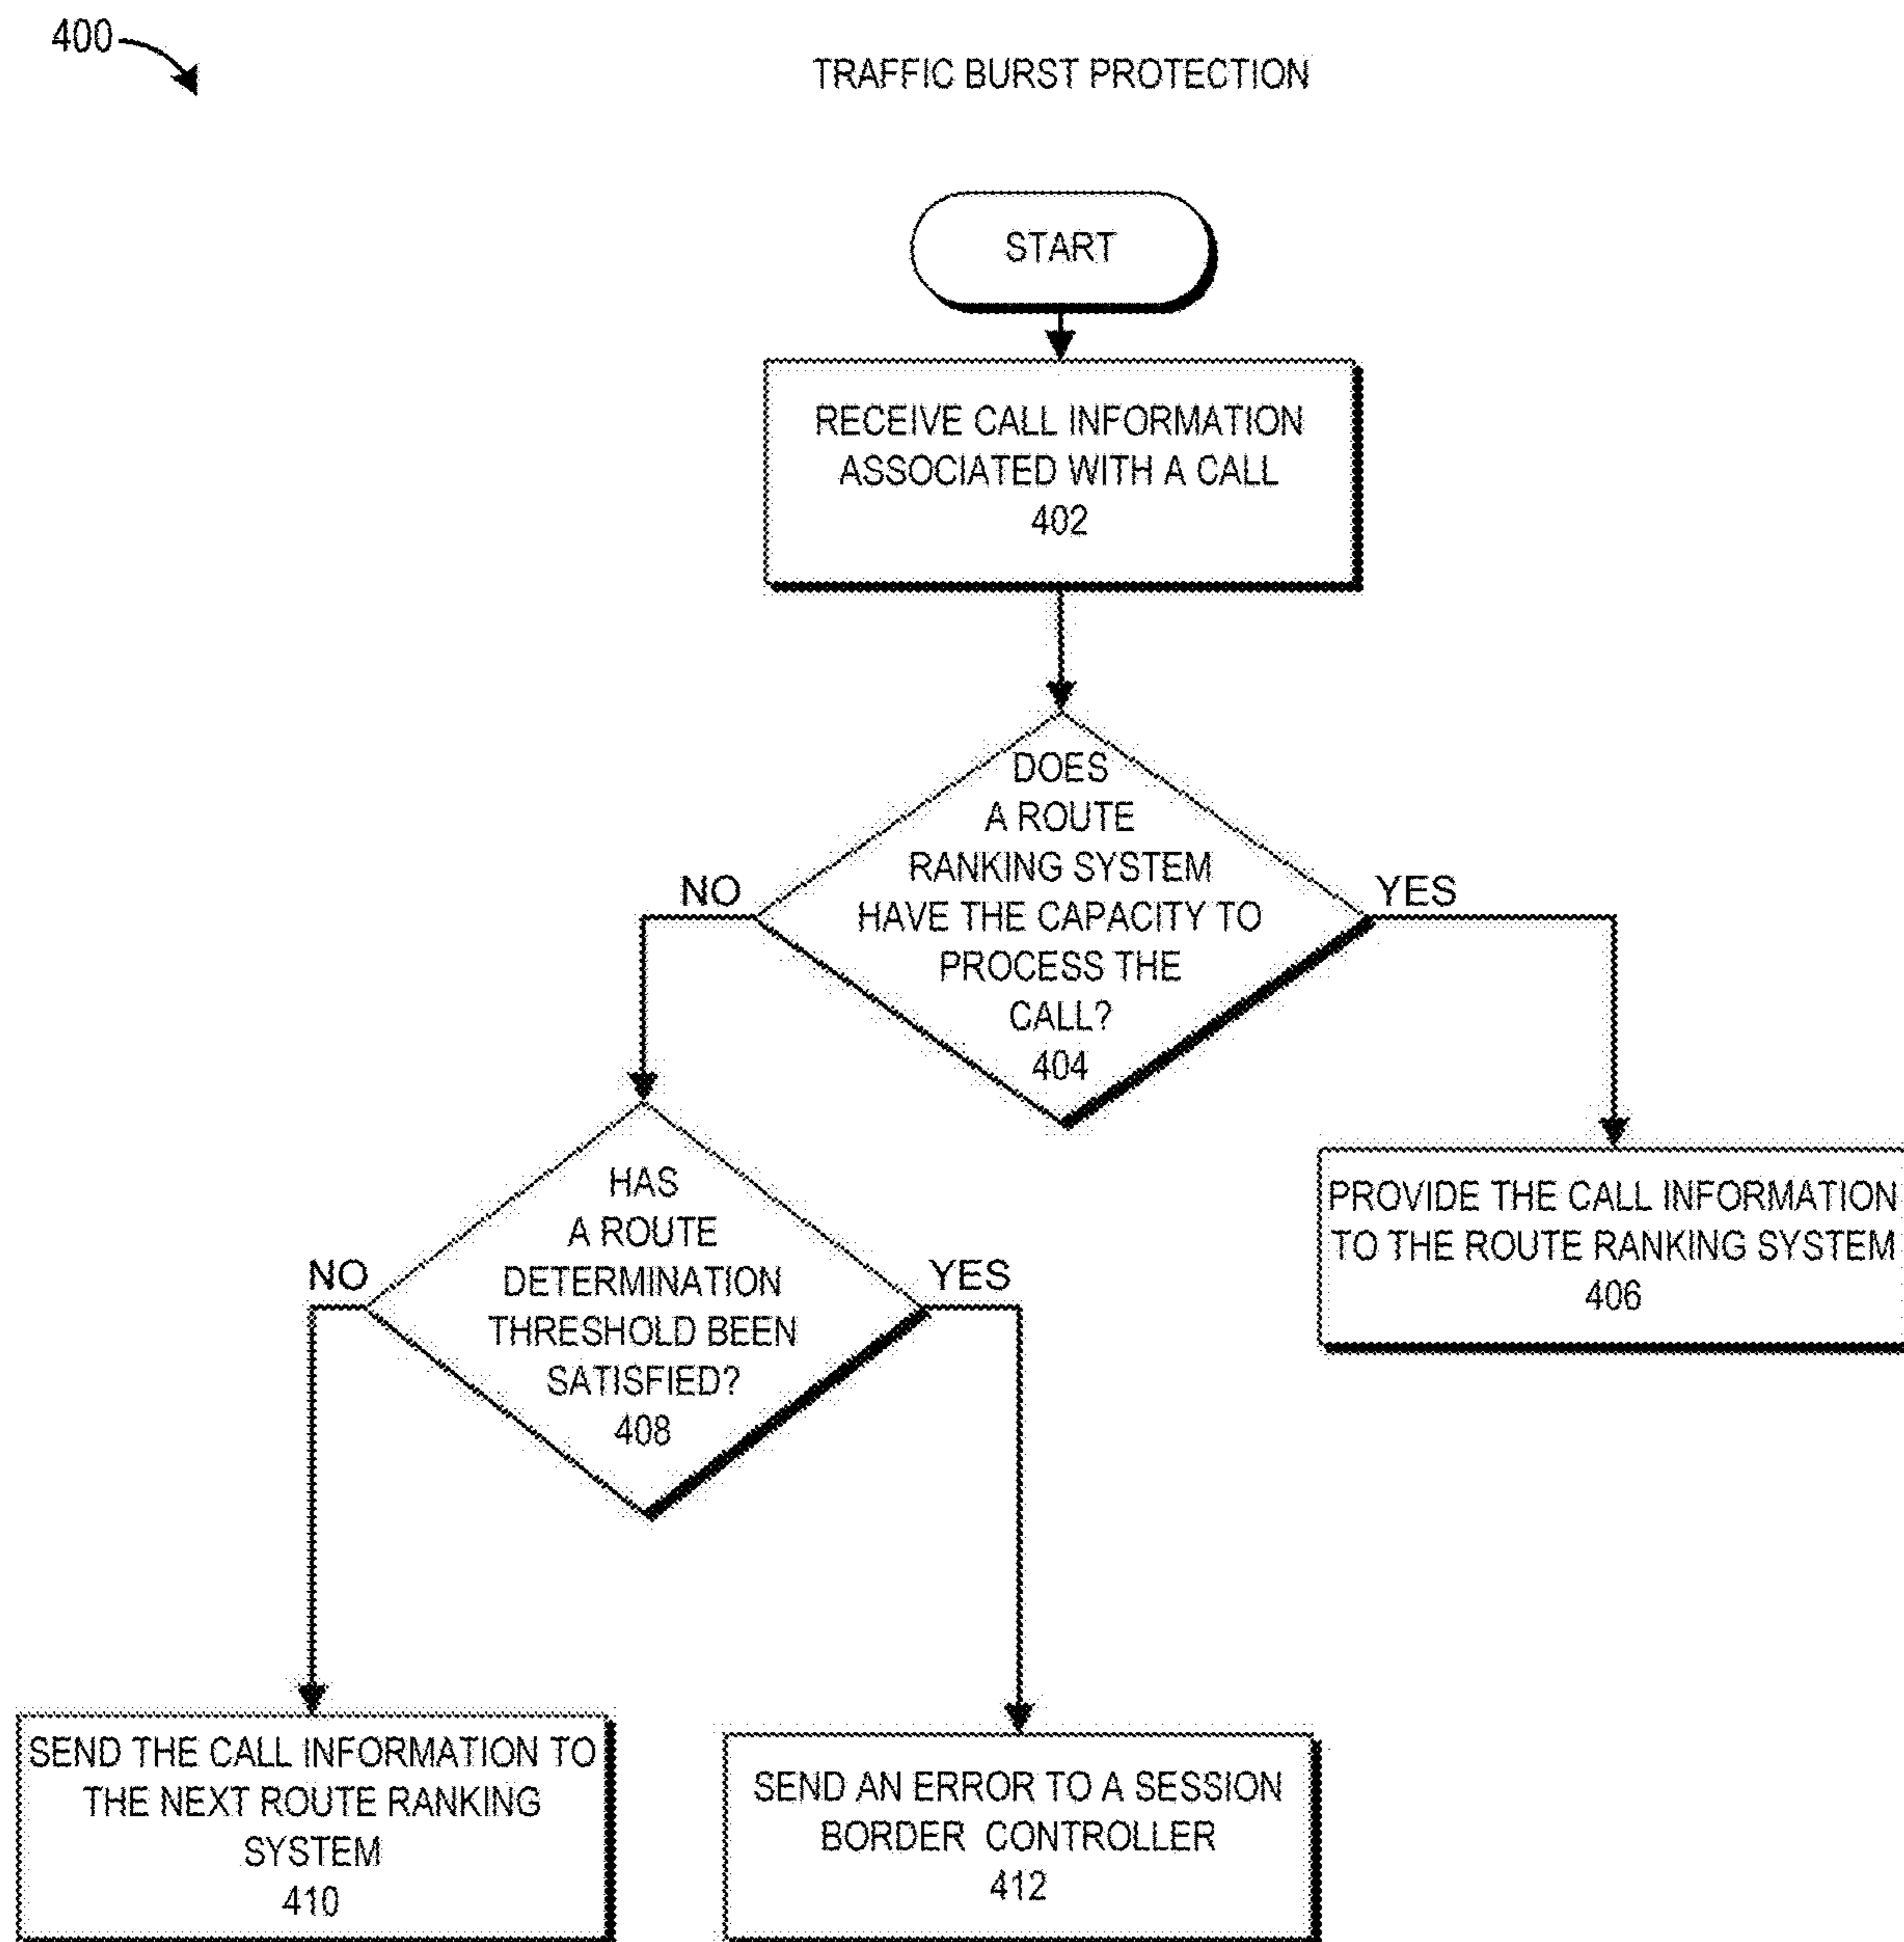 400
TRAFFIC BURST PROTECTION
START
RECEIVE CALL INFORMATION
ASSOCIATED WITH A CALL
402
DOES
A ROUTE
RANKING SYSTEM
HAVE THE CAPACITY TO
PROCESS THE
CALL?
404
NO
YES
HAS
A ROUTE
DETERMINATION
THRESHOLD BEEN
SATISFIED?
408
NO
YES
PROVIDE THE CALL INFORMATION
TO THE ROUTE RANKING SYSTEM
406
SEND THE CALL INFORMATION TO
THE NEXT ROUTE RANKING
SYSTEM
410
SEND AN ERROR TO A SESSION
BORDER CONTROLLER
412